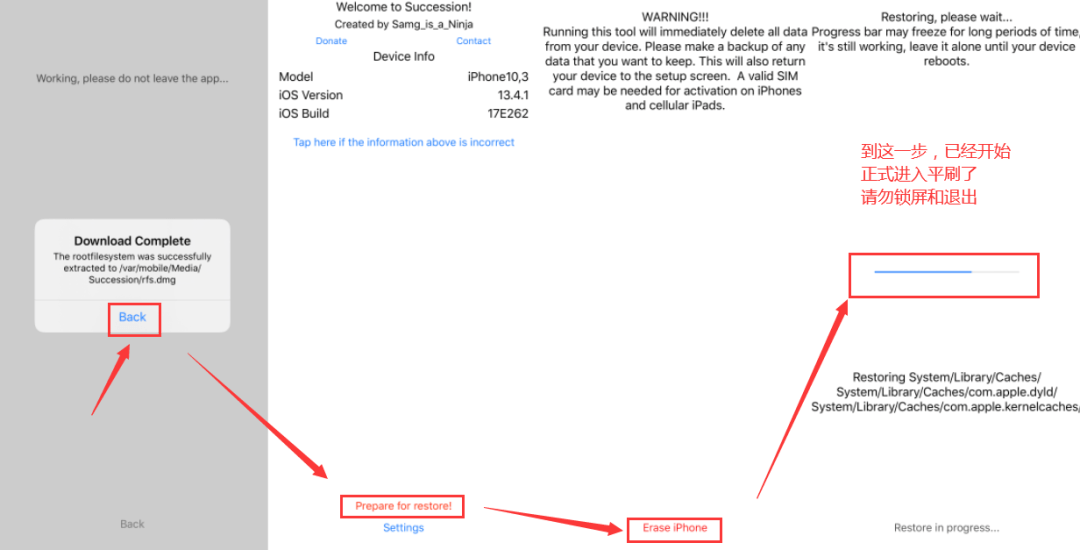 Working, please do not leave the app...
Download Complete
The rootfilesystem was successfully
extracted to /var/mobile/Media/
Succession/rfs.dmg
Back
Back
Welcome to Succession!
Created by Samg_is_a_Ninja
Donate
Contact
Device Info
Model
iPhone10,3
iOS Version
13.4.1
iOS Build
17E262
Tap here if the information above is incorrect
Prepare for restore!
Settings
WARNING!!!
Running this tool will immediately delete all data
from your device. Please make a backup of any
data that you want to keep. This will also return
your device to the setup screen. A valid SIM
card may be needed for activation on iPhones
and cellular iPads.
Erase iPhone
Restoring, please wait...
Progress bar may freeze for long periods of time,
it's still working, leave it alone until your device
reboots.
到这一步，已经开始
正式进入平刷了
请勿锁屏和退出
Restoring System/Library/Caches/
System/Library/Caches/com.apple.dyld/
System/Library/Caches/com.apple.kernelcaches/
Restore in progress...